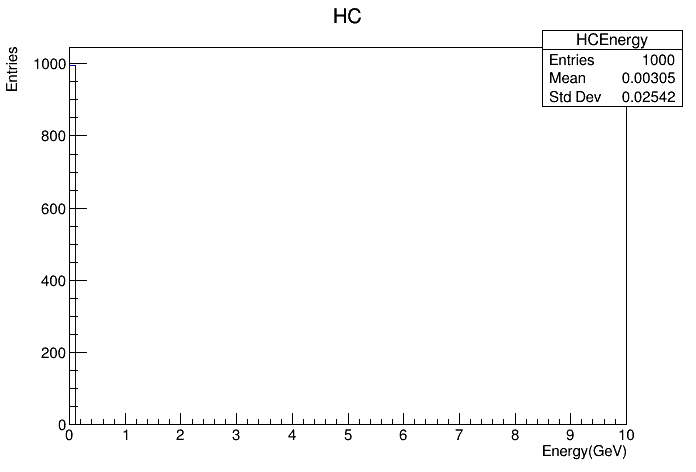 HC
HCEnergy
Entries 1000
Mean 0.00305
Std Dev 0.02542
Entries
1000
800
600
400
200
0
0 1 2 3 4 5 6 7 8 9 10
Energy(GeV)